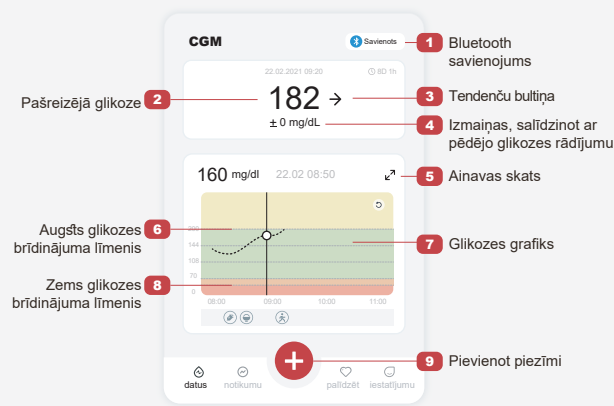 CGM
Savienots
1 Bluetooth
savienojums
22.02.2021 09:20
8D 1h
Pašreizējā glikoze 2
182 →
3 Tendenču bultiņa
± 0 mg/dL
4 Izmaiņas, salīdzinot ar
pēdējo glikozes rādījumu
160 mg/dl 22.02 08:50
5 Ainavas skats
Augsts glikozes 6
brīdinājuma līmenis
200
144
7 Glikozes grafiks
108
70
Zems glikozes 8
brīdinājuma līmenis
0
08:00 09:00 10:00 11:00
9 Pievienot piezīmi
datus notikumu palīdzēt iestatījumu